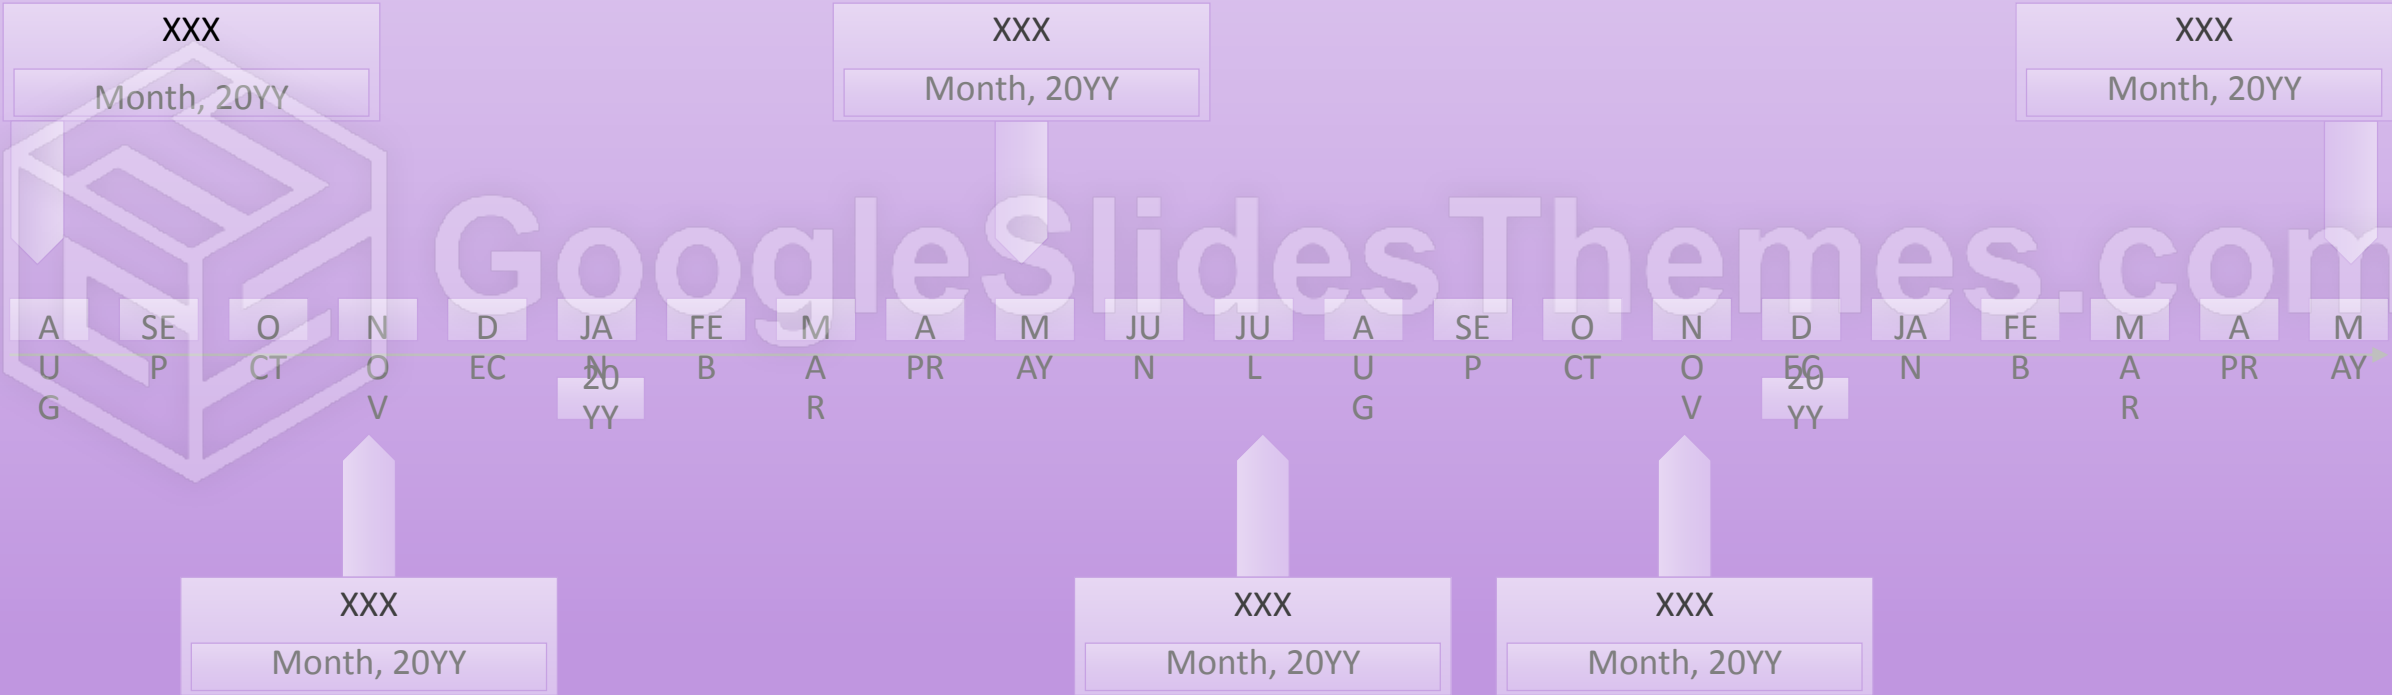 XXX
Month, 20YY
XXX
Month, 20YY
XXX
Month, 20YY
GoogleSlidesThemes.com
A SE O N D JA FE M A M JU JU A SE O N D JA FE M A M
U P CT O EC N B A PR AY N L U P CT O EC N B A PR AY
20 20
G V YY R G V YY R
XXX
Month, 20YY
XXX
Month, 20YY
XXX
Month, 20YY